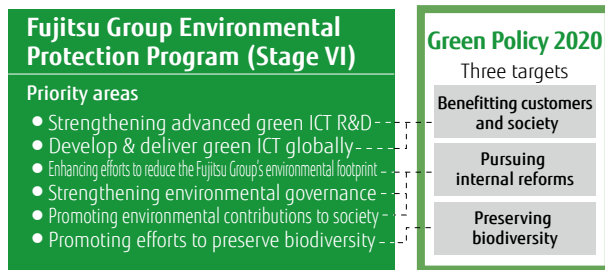 Fujitsu Group Environmental
Protection Program (Stage VI)
Priority areas
● Strengthening advanced green ICT R&D
● Develop & deliver green ICT globally
● Enhancing efforts to reduce the Fujitsu Group's environmental footprint
● Strengthening environmental governance
● Promoting environmental contributions to society
● Promoting efforts to preserve biodiversity
Green Policy 2020
Three targets
Benefitting customers
and society
Pursuing
internal reforms
Preserving
biodiversity